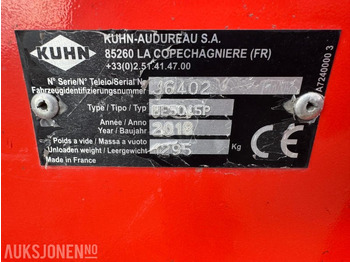 KUHN
KUHN-AUDUREAU S.A.
85260 LA COPECHAGNIERE (FR)
+33(0)2.51.41.47.00
N° Serie/N° Teleio/Serial Nr
Fahrzeugidentifizierungsnummer
Type / Tipo / Typ
Année / Anno
Year / Baujahr 2018
Poids a vide / Massa a vuoto
Unloaden weight / Leergewicht 4295 Kg
Made in France
CE
A7240000 3
AUKSJONEN NO